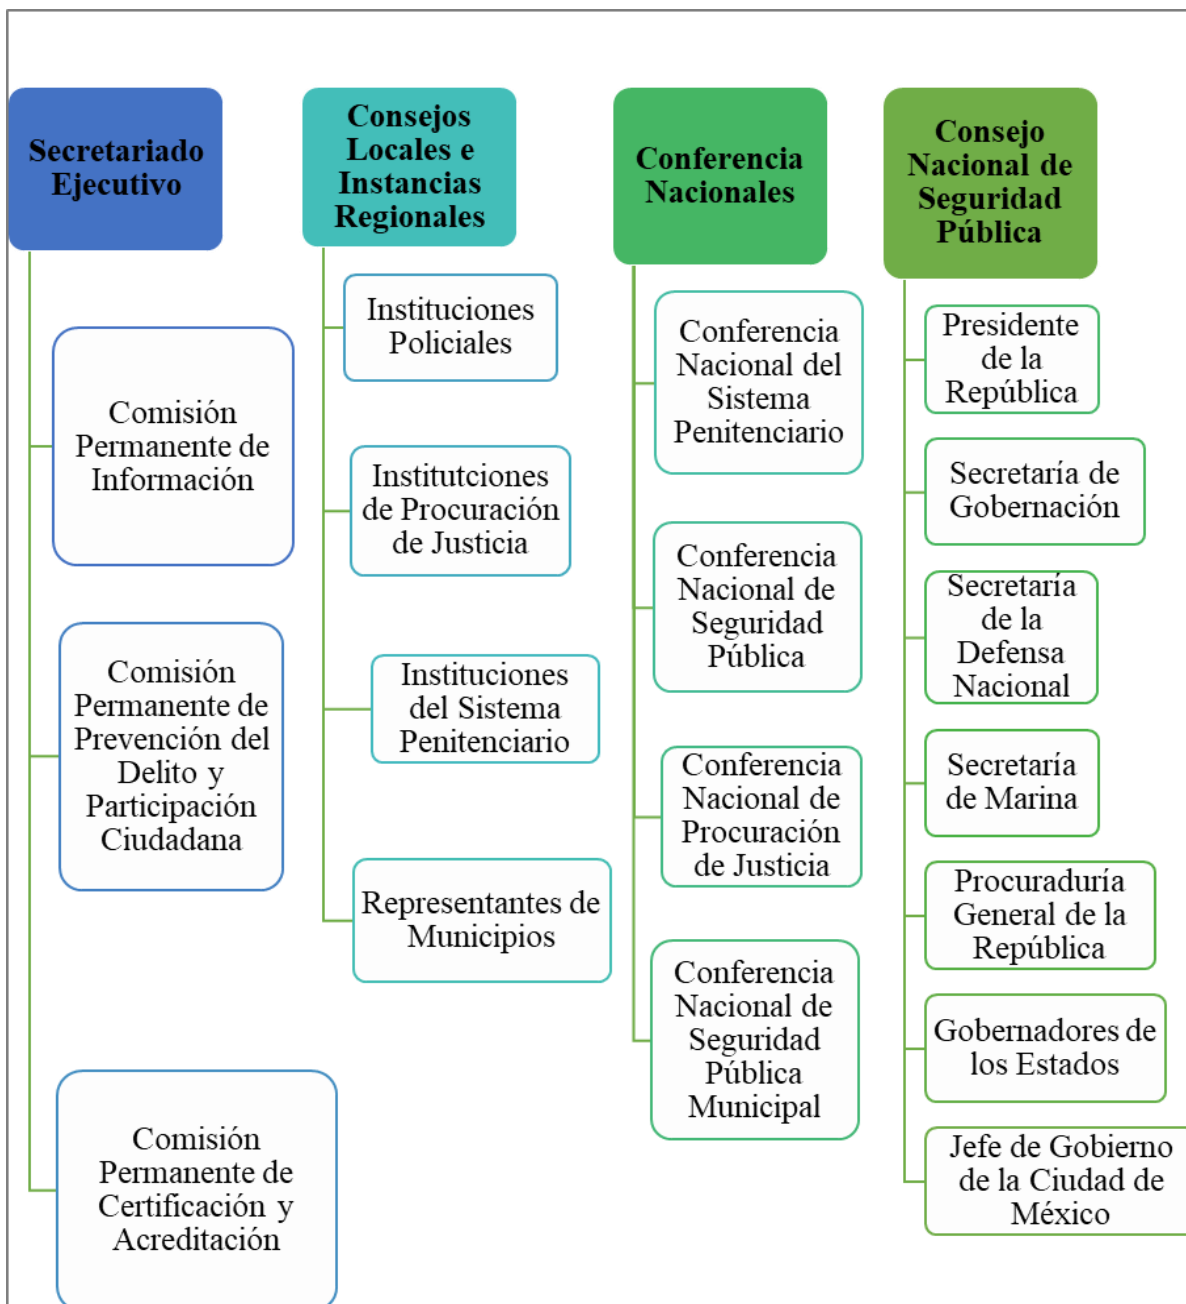 Secretariado
Ejecutivo
Comisión
Permanente de
Información
Comisión
Permanente de
Prevención del
Delito y
Participación
Ciudadana
Comisión
Permanente de
Certificación y
Acreditación
Consejos
Locales e
Instancias
Regionales
Instituciones
Policiales
Institutciones
de Procuración
de Justicia
Instituciones
del Sistema
Penitenciario
Representantes de
Municipios
Conferencia
Nacionales
Conferencia
Nacional del
Sistema
Penitenciario
Conferencia
Nacional de
Seguridad
Pública
Conferencia
Nacional de
Procuración
de Justicia
Conferencia
Nacional de
Seguridad
Pública
Municipal
Consejo
Nacional de
Seguridad
Pública
Presidente
de la
República
Secretaría de
Gobernación
Secretaría
de la
Defensa
Nacional
Secretaría
de Marina
Procuraduría
General de la
República
Gobernadores de
los Estados
Jefe de Gobierno
de la Ciudad de
México